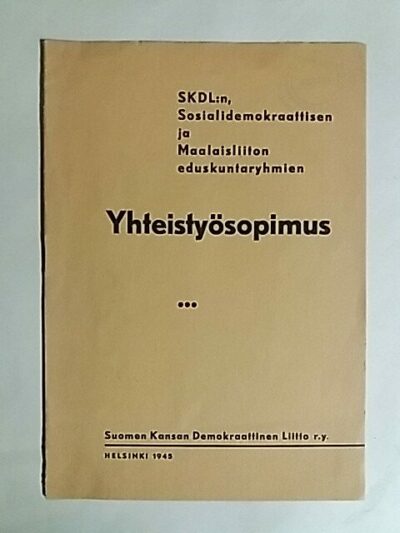 SKDL:n,
Sosialidemokraattisen
ja
Maalaisliiton
eduskuntaryhmien
Yhteistyösopimus
...
Suomen Kansan Demokraattinen Liitto r.y.
HELSINKI 1945